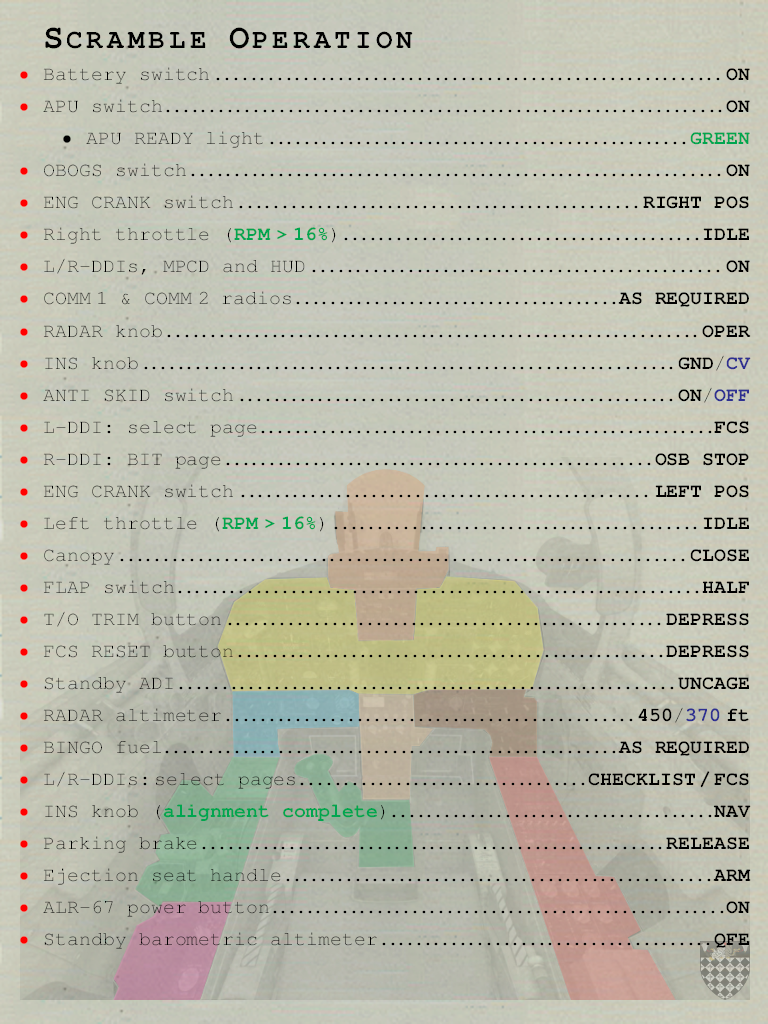 SCRAMBLE OPERATION
• Battery switch........................................ON
• APU switch........................................ON
• APU READY light........................................GREEN
• OBOGS switch........................................ON
• ENG CRANK switch........................................RIGHT POS
• Right throttle (RPM > 16%)........................................IDLE
• L/R-DDIs, MPCD and HUD........................................ON
• COMM 1 & COMM 2 radios........................................AS REQUIRED
• RADAR knob........................................OPER
• INS knob........................................GND/CV
• ANTI SKID switch........................................ON/OFF
• L-DDI: select page........................................FCS
• R-DDI: BIT page........................................OSB STOP
• ENG CRANK switch........................................LEFT POS
• Left throttle (RPM > 16%)........................................IDLE
• Canopy........................................CLOSE
• FLAP switch........................................HALF
• T/O TRIM button........................................DEPRESS
• FCS RESET button........................................DEPRESS
• Standby ADI........................................UNCAGE
• RADAR altimeter........................................450/370 ft
• BINGO fuel........................................AS REQUIRED
• L/R-DDIs: select pages........................................CHECKLIST / FCS
• INS knob (alignment complete)........................................NAV
• Parking brake........................................RELEASE
• Ejection seat handle........................................ARM
• ALR-67 power button........................................ON
• Standby barometric altimeter........................................QFE